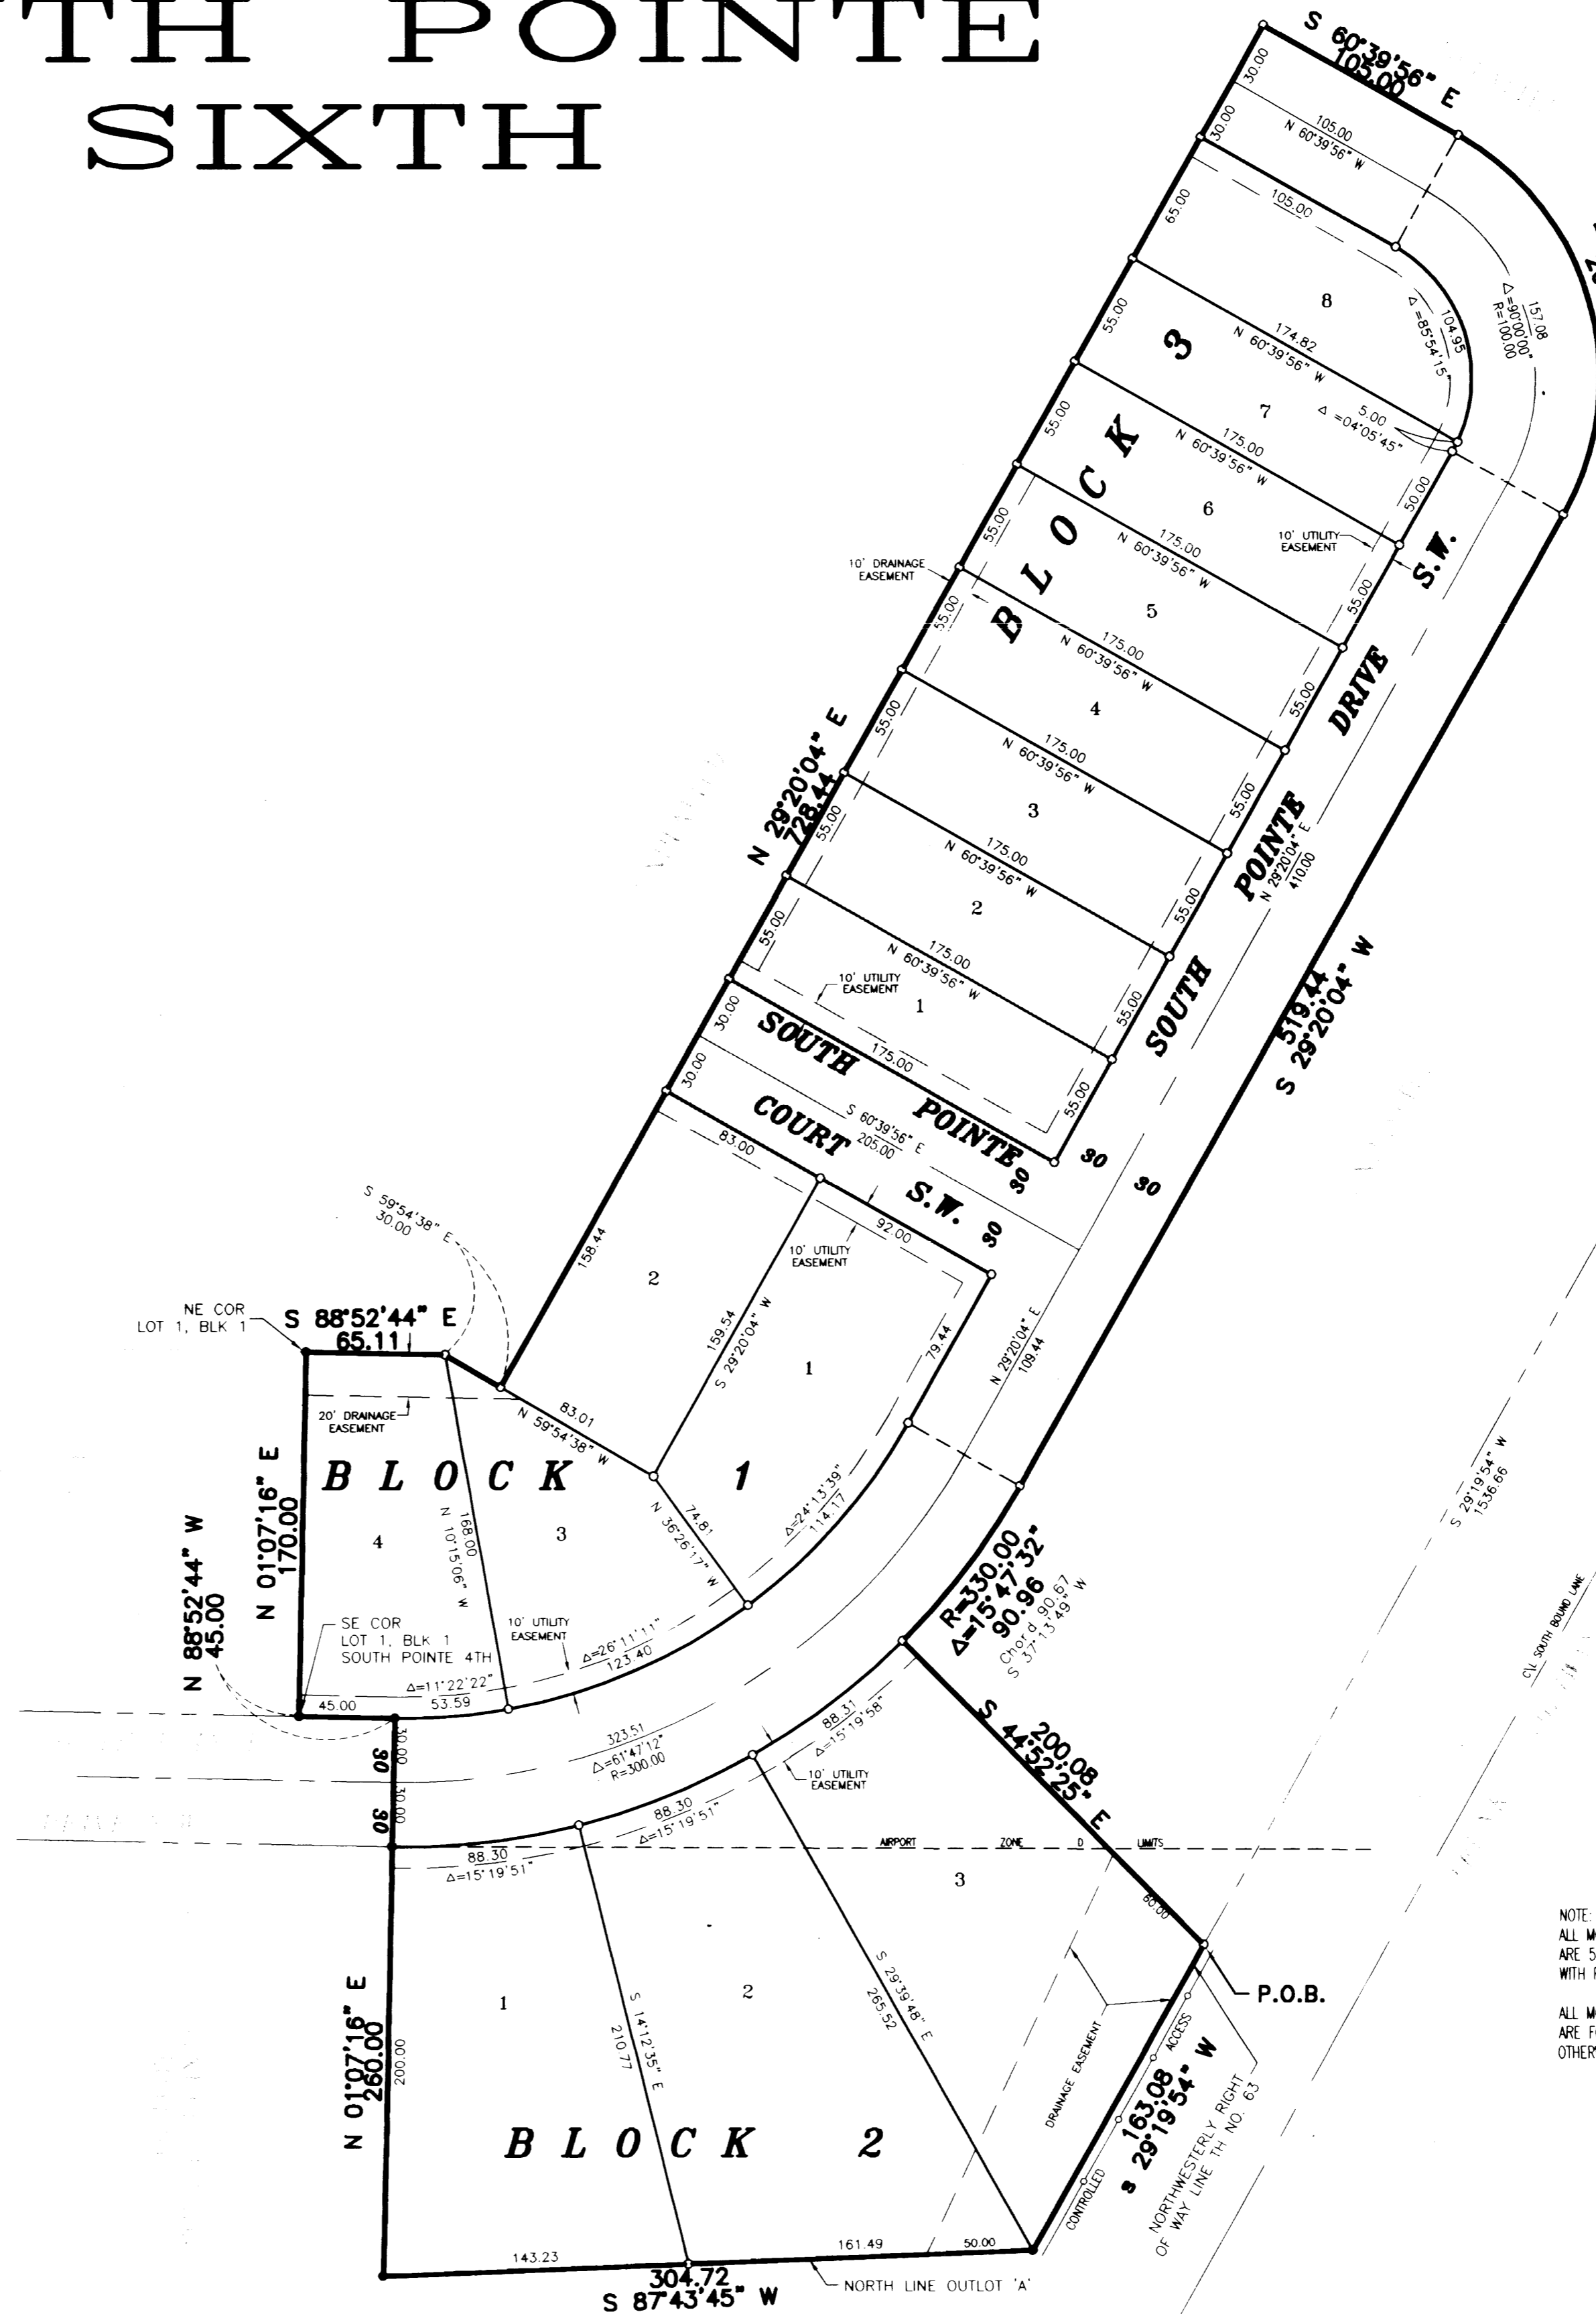 TH POINTE
SIXTH
S 60°39'56" E
105.00
30.00
30.00
105.00
N 60°39'56" W
65.00
105.00
8
104.95
Δ=85°54'15"
157.08
Δ=90°00'00"
R=100.00
55.00
174.82
N 60°39'56" W
7
5.00
Δ=04°05'45"
55.00
175.00
N 60°39'56" W
50.00
6
10' UTILITY
EASEMENT
55.00
175.00
N 60°39'56" W
55.00
10' DRAINAGE
EASEMENT
5
55.00
175.00
N 60°39'56" W
55.00
4
55.00
175.00
N 60°39'56" W
55.00
BLOCK 3
N 29°20'04" E
728.44
3
55.00
175.00
N 60°39'56" W
55.00
2
55.00
175.00
N 60°39'56" W
55.00
10' UTILITY
EASEMENT
1
175.00
55.00
SOUTH POINTE DRIVE S.W.
N 29°20'04" E
410.00
519.44
S 29°20'04" W
30.00
30.00
SOUTH POINTE
COURT S.W.
S 60°39'56" E
205.00
30
30
30
30
83.00
92.00
10' UTILITY
EASEMENT
158.44
2
159.54
S 29°20'04" W
1
79.44
N 29°20'04" E
109.44
S 59°54'38" E
30.00
NE COR
LOT 1, BLK 1
S 88°52'44" E
65.11
20' DRAINAGE
EASEMENT
83.01
N 59°54'38" W
BLOCK 1
N 01°07'16" E
170.00
4
168.00
N 10°15'06" W
3
74.81
N 36°26'17" W
Δ=24°13'39"
114.17
N 88°52'44" W
45.00
SE COR
LOT 1, BLK 1
SOUTH POINTE 4TH
10' UTILITY
EASEMENT
Δ=26°11'11"
123.40
Δ=11°22'22"
53.59
45.00
R=330.00
Δ=15°47'32"
90.96
Chord 90.67
S 37°13'49" W
S 29°19'54" W
1536.66
C\L SOUTH BOUND LANE
30.00
30
30.00
30
323.51
Δ=61°47'12"
R=300.00
88.31
Δ=15°19'58"
10' UTILITY
EASEMENT
200.08
S 44°52'25" E
88.30
Δ=15°19'51"
88.30
Δ=15°19'51"
AIRPORT ZONE D LIMITS
3
60.00
P.O.B.
N 01°07'16" E
260.00
200.00
1
S 14°12'35" E
210.77
2
S 29°39'48" E
265.52
DRAINAGE EASEMENT
CONTROLLED ACCESS
163.08
S 29°19'54" W
NORTHWESTERLY RIGHT
OF WAY LINE TH NO. 63
BLOCK 2
143.23
161.49
50.00
304.72
S 87°43'45" W
NORTH LINE OUTLOT 'A'
NOTE:
ALL
ARE
WITH
ALL
ARE